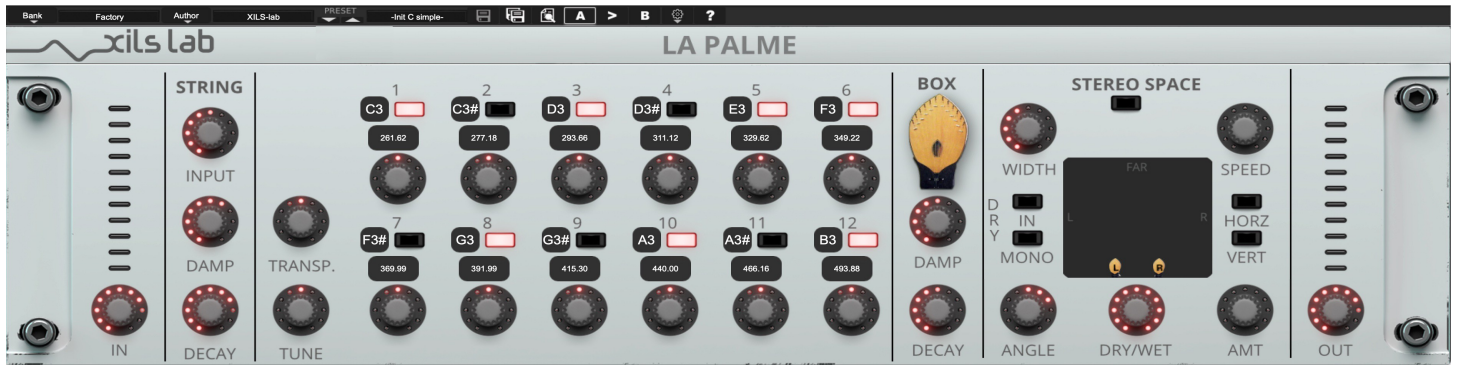 Bank Factory Author XILS-lab PRESET -Init C simple- A > B ?
xils lab LA PALME
STRING BOX STEREO SPACE
1 2 3 4 5 6
C3 C3# D3 D3# E3 F3
261.62 277.18 293.66 311.12 329.62 349.22
INPUT WIDTH FAR SPEED
L R
DRY IN HORZ
MONO VERT
7 8 9 10 11 12
F3# G3 G3# A3 A3# B3
DAMP TRANSP. 369.99 391.99 415.30 440.00 466.16 493.88 DAMP L R
IN DECAY TUNE DECAY ANGLE DRY/WET AMT OUT